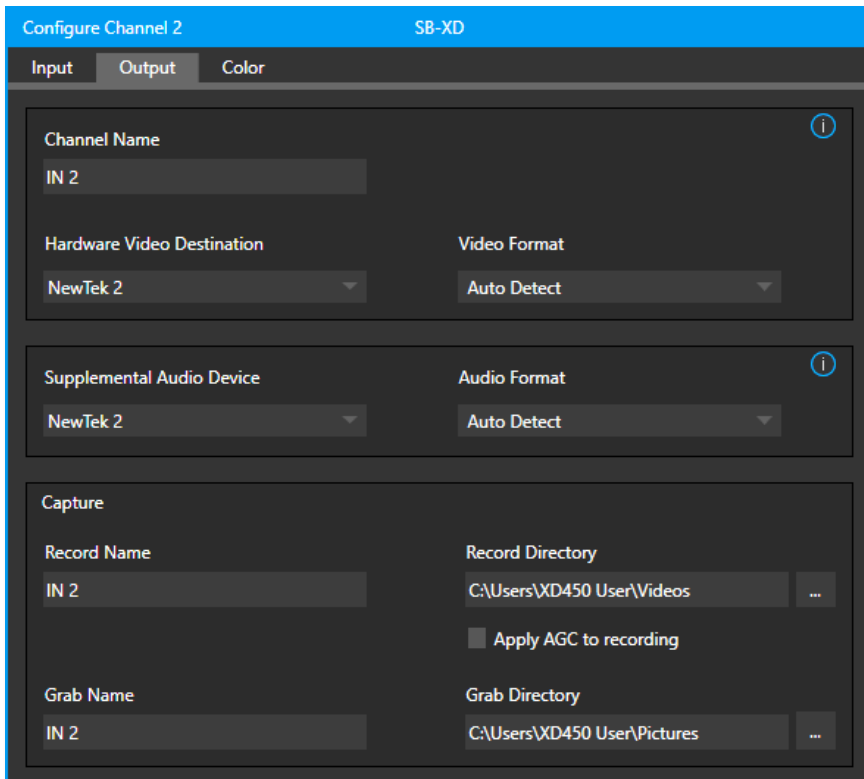 Configure Channel 2 SB-XD
Input Output Color
Channel Name
IN 2
Hardware Video Destination Video Format
NewTek 2 Auto Detect
Supplemental Audio Device Audio Format
NewTek 2 Auto Detect
Capture
Record Name Record Directory
IN 2 C:\Users\XD450 User\Videos ...
Apply AGC to recording
Grab Name Grab Directory
IN 2 C:\Users\XD450 User\Pictures ...